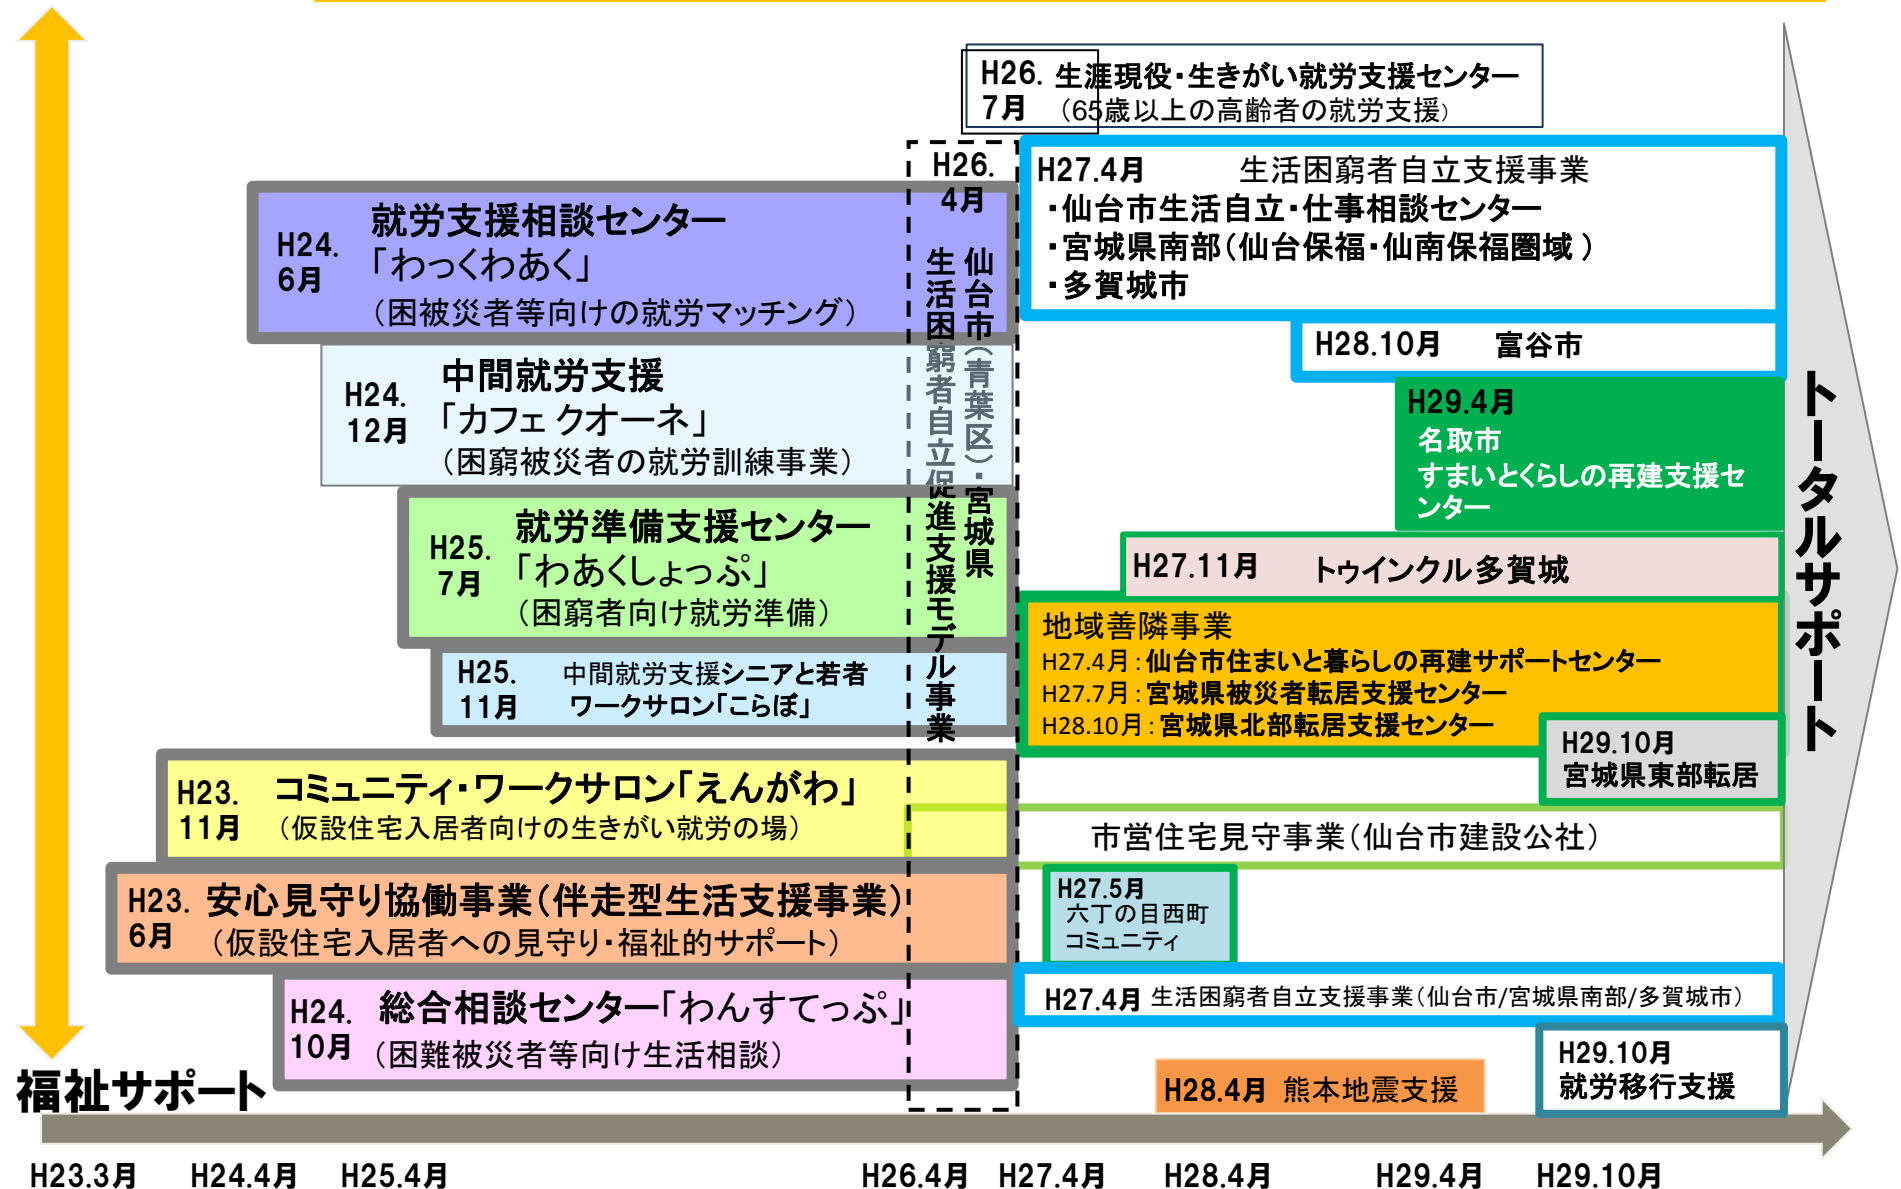 H26.
7月
生涯現役・生きがい就労支援センター
（65歳以上の高齢者の就労支援）
H26.
4月
仙台市（青葉区）・宮城県
生活困窮者自立促進支援モデル事業
H27.4月 生活困窮者自立支援事業
・仙台市生活自立・仕事相談センター
・宮城県南部（仙台保福・仙南保福圏域）
・多賀城市
H24.
6月
就労支援相談センター
「わっくわあく」
（困被災者等向けの就労マッチング）
H28.10月 富谷市
H24.
12月
中間就労支援
「カフェ クオーネ」
（困窮被災者の就労訓練事業）
H29.4月
名取市
すまいとくらしの再建支援セ
ンター
H25.
7月
就労準備支援センター
「わあくしょっぷ」
（困窮者向け就労準備）
H27.11月 トゥインクル多賀城
地域善隣事業
H27.4月：仙台市住まいと暮らしの再建サポートセンター
H27.7月：宮城県被災者転居支援センター
H28.10月：宮城県北部転居支援センター
H25.
11月
中間就労支援シニアと若者
ワークサロン「こらぼ」
H29.10月
宮城県東部転居
H23.
11月
コミュニティ・ワークサロン「えんがわ」
（仮設住宅入居者向けの生きがい就労の場）
市営住宅見守事業（仙台市建設公社）
H23.
6月
安心見守り協働事業（伴走型生活支援事業）
（仮設住宅入居者への見守り・福祉的サポート）
H27.5月
六丁の目西町
コミュニティ
H24.
10月
総合相談センター「わんすてっぷ」
（困難被災者等向け生活相談）
H27.4月 生活困窮者自立支援事業（仙台市/宮城県南部/多賀城市）
H29.10月
就労移行支援
H28.4月 熊本地震支援
トータルサポート
福祉サポート
H23.3月 H24.4月 H25.4月 H26.4月 H27.4月 H28.4月 H29.4月 H29.10月